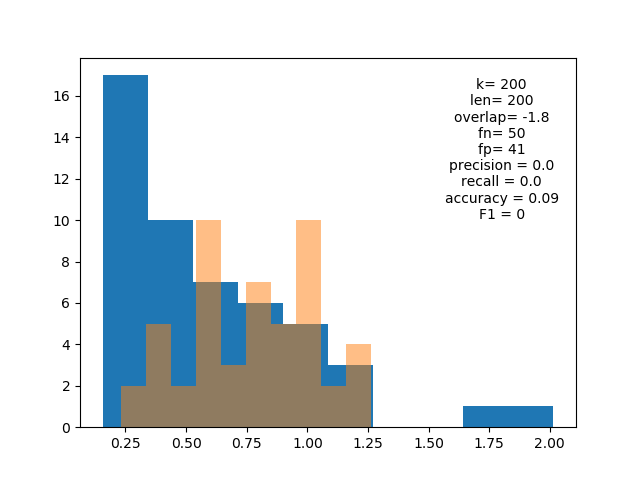 k= 200
len= 200
overlap= -1.8
fn= 50
fp= 41
precision = 0.0
recall = 0.0
accuracy = 0.09
F1 = 0
16
14
12
10
8
6
4
2
0
0.25 0.50 0.75 1.00 1.25 1.50 1.75 2.00